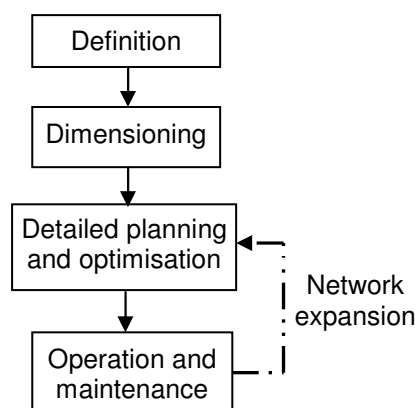 Definition
Dimensioning
Detailed planning
and optimisation
Network
expansion
Operation and
maintenance